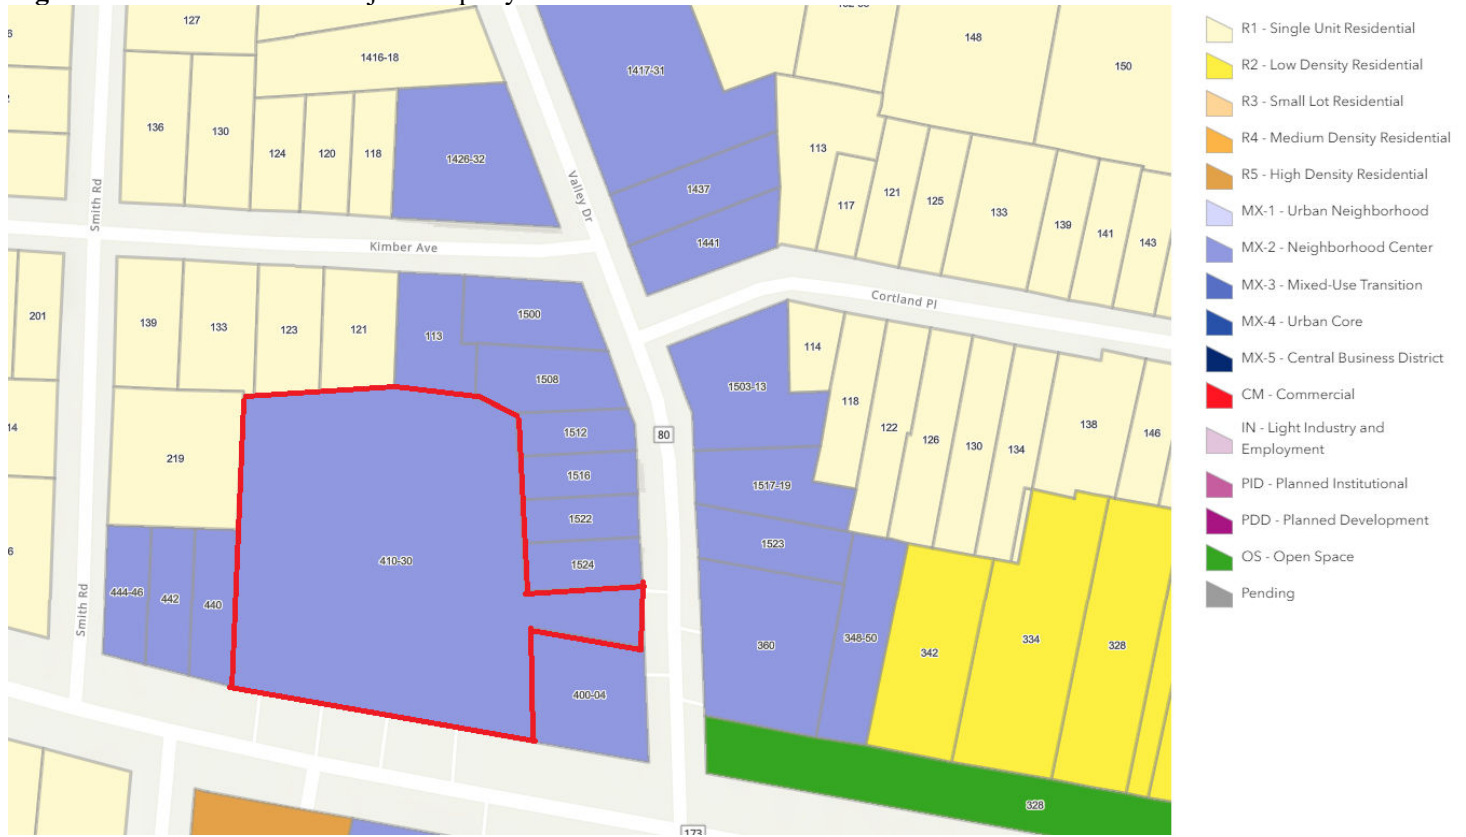 127
1416-18
136
130
124
120
118
1426-32
1417-31
148
150
113
1437
1441
117
121
125
133
139
141
143
Smith Rd
Valley Dr
Kimber Ave
Cortland Pl
201
139
133
123
121
113
1500
1508
1512
1516
1522
1524
219
410-30
444-46
442
440
400-04
Smith Rd
80
114
1503-13
118
122
126
130
134
138
146
1517-19
1523
360
348-50
342
334
328
328
173
14
R1 - Single Unit Residential
R2 - Low Density Residential
R3 - Small Lot Residential
R4 - Medium Density Residential
R5 - High Density Residential
MX-1 - Urban Neighborhood
MX-2 - Neighborhood Center
MX-3 - Mixed-Use Transition
MX-4 - Urban Core
MX-5 - Central Business District
CM - Commercial
IN - Light Industry and
Employment
PID - Planned Institutional
PDD - Planned Development
OS - Open Space
Pending